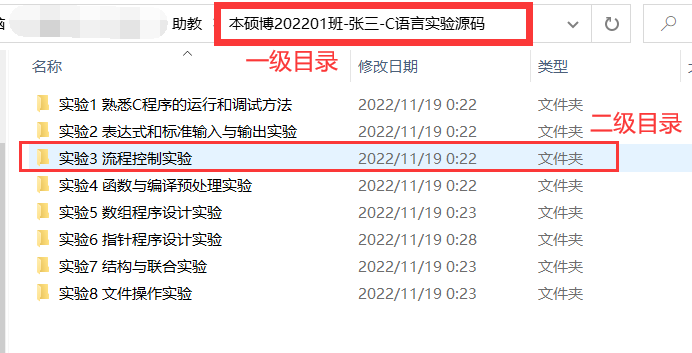 助教
本硕博202201班-张三-C语言实验源码
一级目录
名称 修改日期 类型
实验1 熟悉C程序的运行和调试方法 2022/11/19 0:22 文件夹
实验2 表达式和标准输入与输出实验 2022/11/19 0:22 文件夹
二级目录
实验3 流程控制实验 2022/11/19 0:22 文件夹
实验4 函数与编译预处理实验 2022/11/19 0:22 文件夹
实验5 数组程序设计实验 2022/11/19 0:23 文件夹
实验6 指针程序设计实验 2022/11/19 0:28 文件夹
实验7 结构与联合实验 2022/11/19 0:23 文件夹
实验8 文件操作实验 2022/11/19 0:23 文件夹